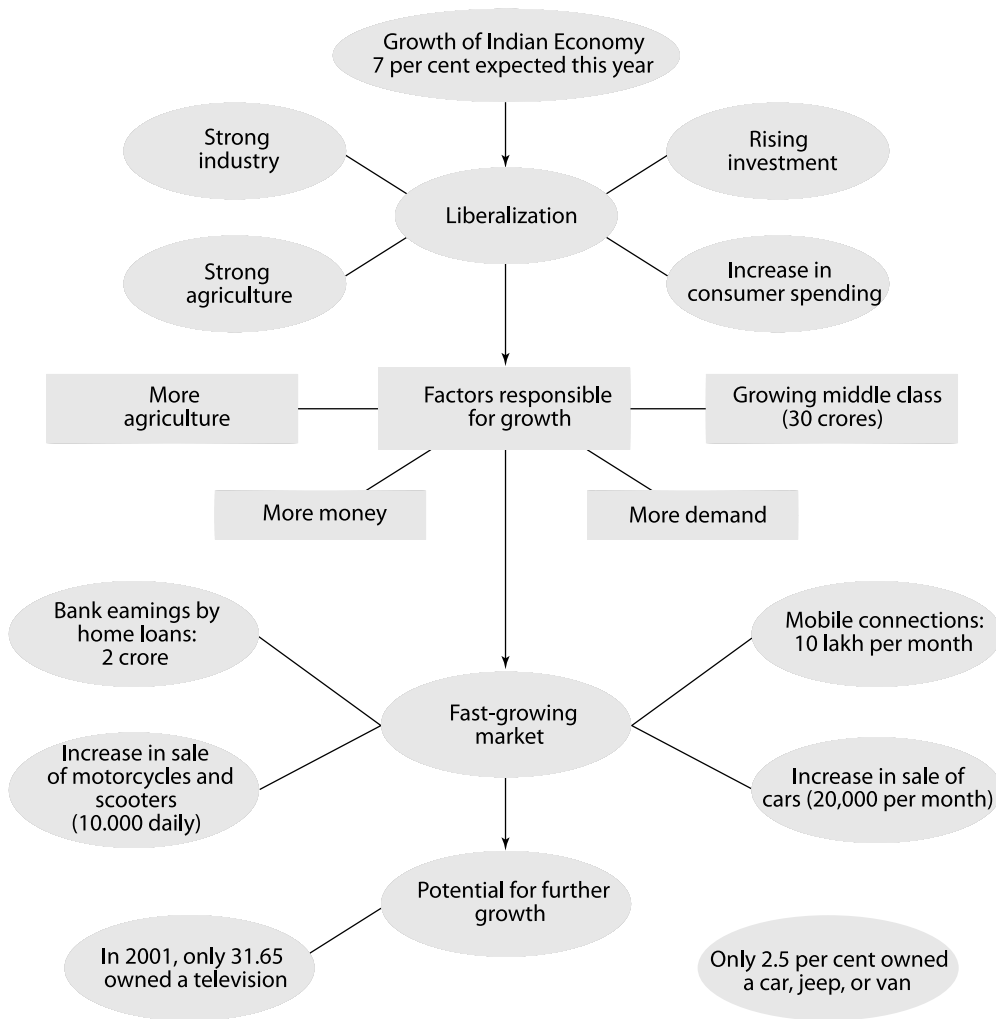 Growth of Indian Economy
7 per cent expected this year
Strong
industry
Rising
investment
Liberalization
Strong
agriculture
Increase in
consumer spending
More
agriculture
Factors responsible
for growth
Growing middle class
(30 crores)
More money
More demand
Bank eamings by
home loans:
2 crore
Mobile connections:
10 lakh per month
Fast-growing
market
Increase in sale
of motorcycles and
scooters
(10.000 daily)
Increase in sale of
cars (20,000 per month)
Potential for further
growth
In 2001, only 31.65
owned a television
Only 2.5 per cent owned
a car, jeep, or van